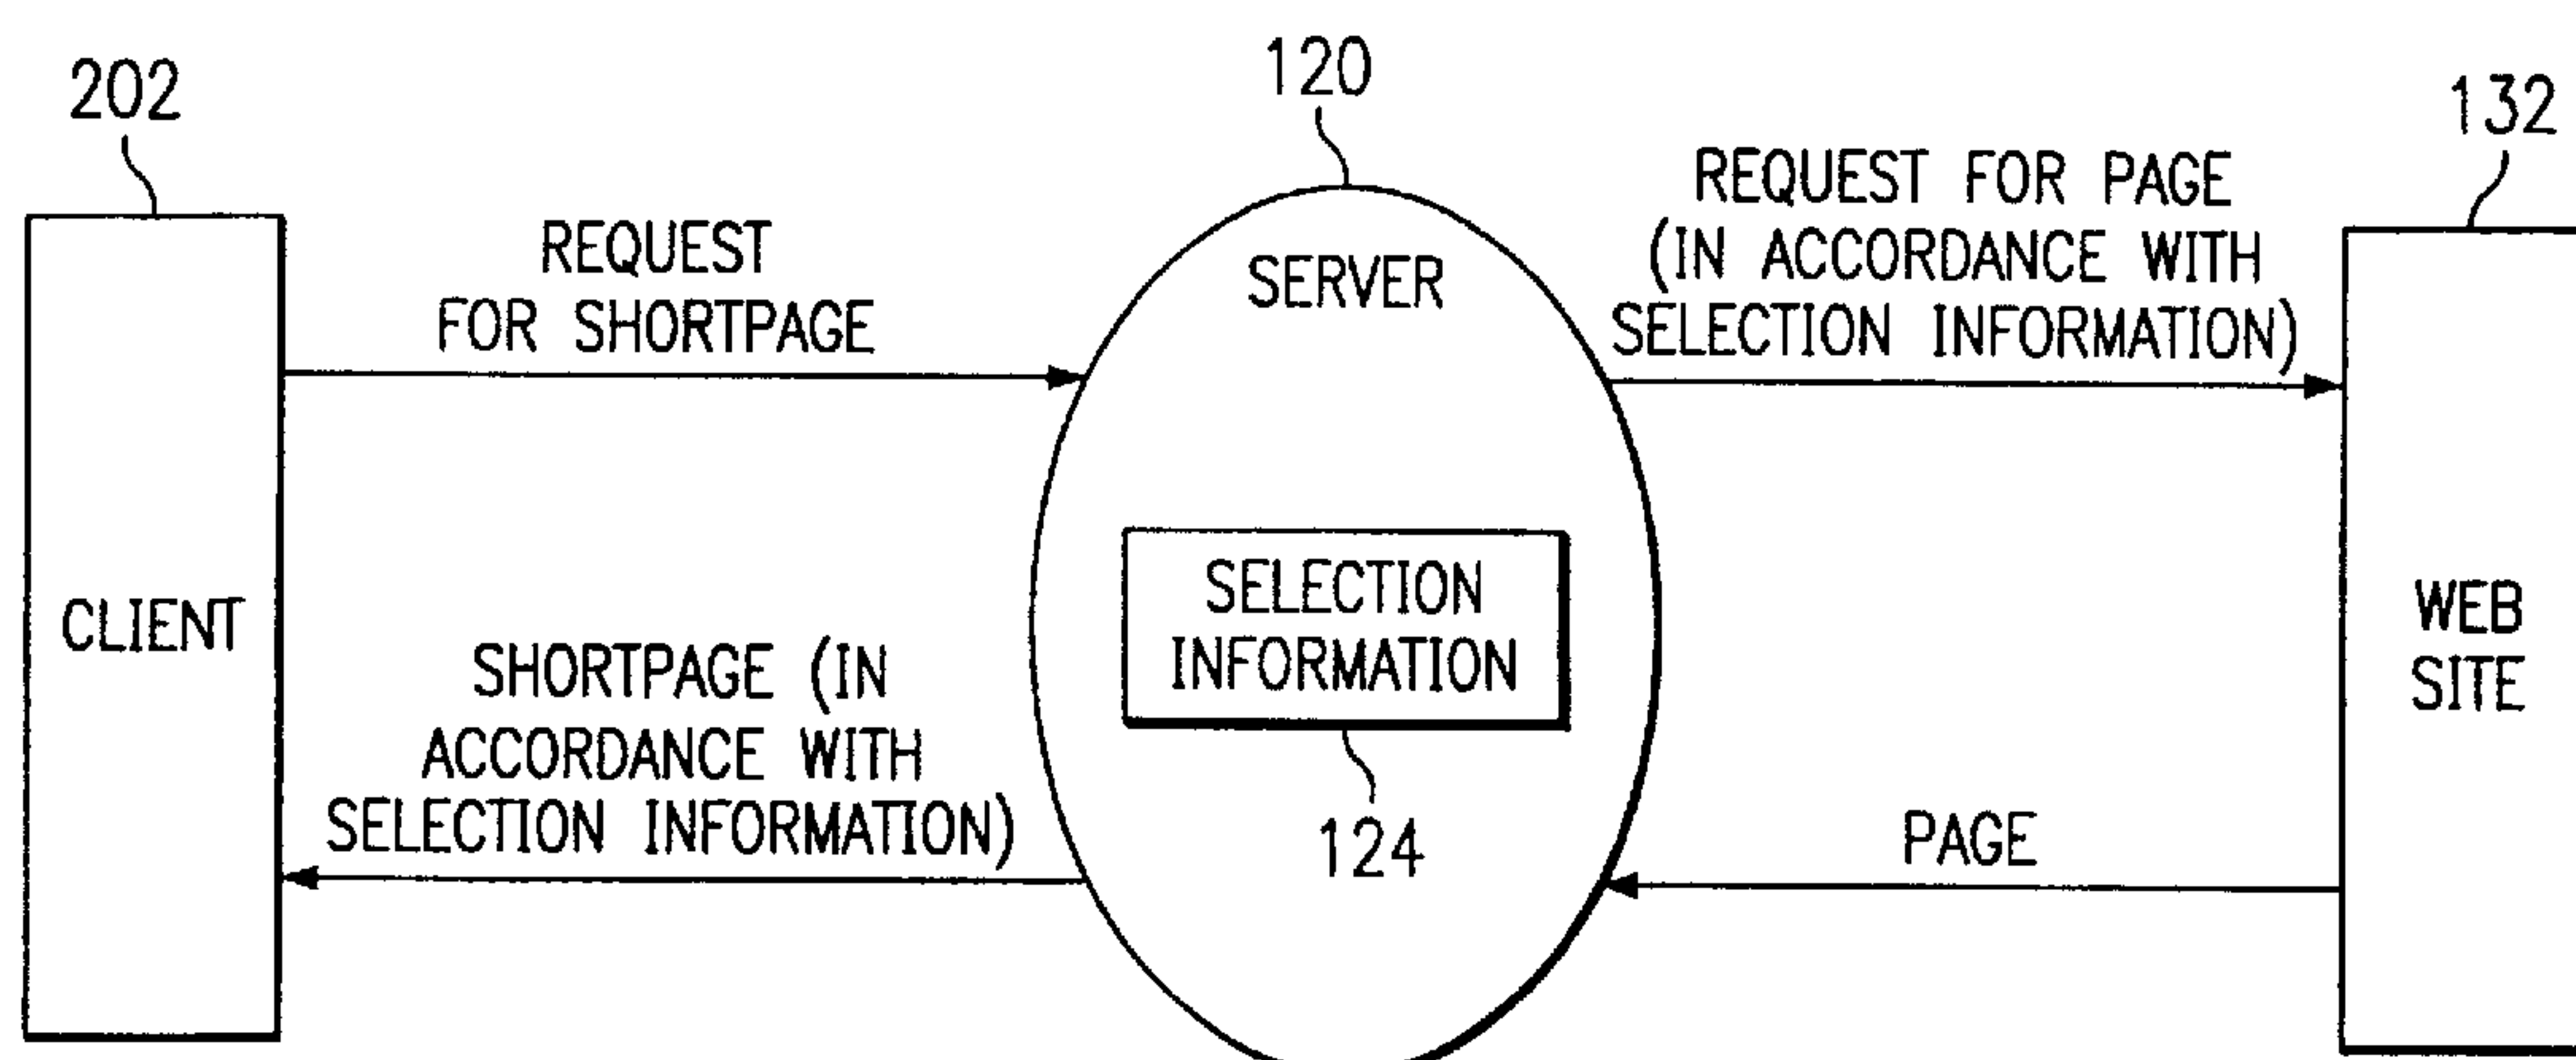 202
120
132
REQUEST
FOR SHORTPAGE
SERVER
REQUEST FOR PAGE
(IN ACCORDANCE WITH
SELECTION INFORMATION)
CLIENT
SELECTION
INFORMATION
124
WEB
SITE
SHORTPAGE (IN
ACCORDANCE WITH
SELECTION INFORMATION)
PAGE